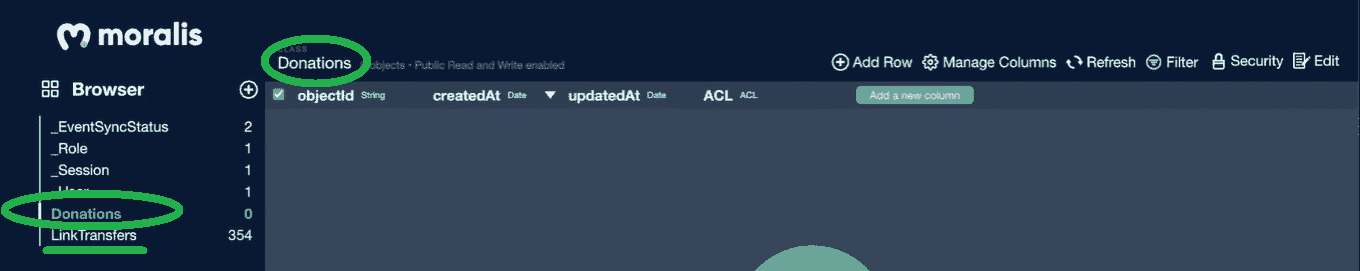 moralis
CLASS
Donations
objects • Public Read and Write enabled
Add Row Manage Columns Refresh Filter Security Edit
Browser
objectId String createdAt Date updatedAt Date ACL ACL Add a new column
_EventSyncStatus 2
_Role 1
_Session 1
_User 1
Donations 0
LinkTransfers 354